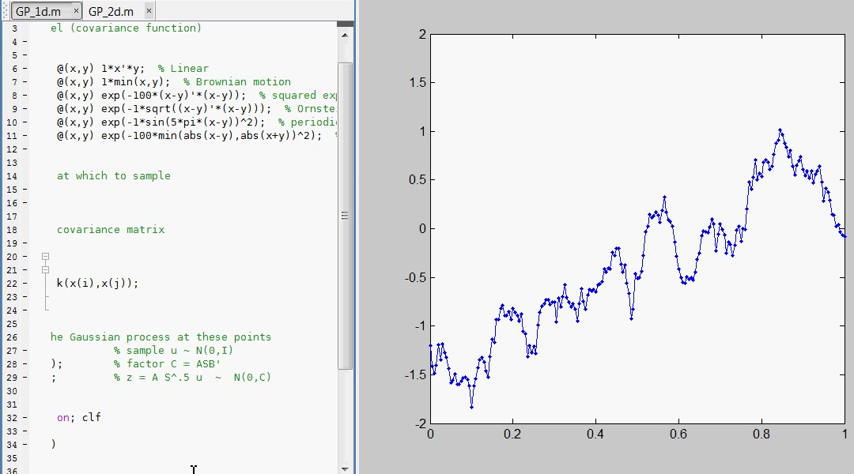 GP_1d.m × GP_2d.m ×
3 el (covariance function)
4
5
6 @(x,y) 1*x'*y; % Linear
7 @(x,y) 1*min(x,y); % Brownian motion
8 @(x,y) exp(-100*(x-y)'*(x-y)); % squared exp
9 @(x,y) exp(-1*sqrt((x-y)'*(x-y))); % Ornste
10 @(x,y) exp(-1*sin(5*pi*(x-y))^2); % periodi
11 @(x,y) exp(-100*min(abs(x-y),abs(x+y))^2); %
12
13
14 at which to sample
15
16
17
18 covariance matrix
19
20
21
22 k(x(i),x(j));
23
24
25
26 he Gaussian process at these points
27 % sample u ~ N(0,I)
28 ); % factor C = ASB'
29 ; % z = A S^.5 u ~ N(0,C)
30
31
32 on; clf
33
34 )
35
36
2
1.5
1
0.5
0
-0.5
-1
-1.5
-2
0 0.2 0.4 0.6 0.8 1